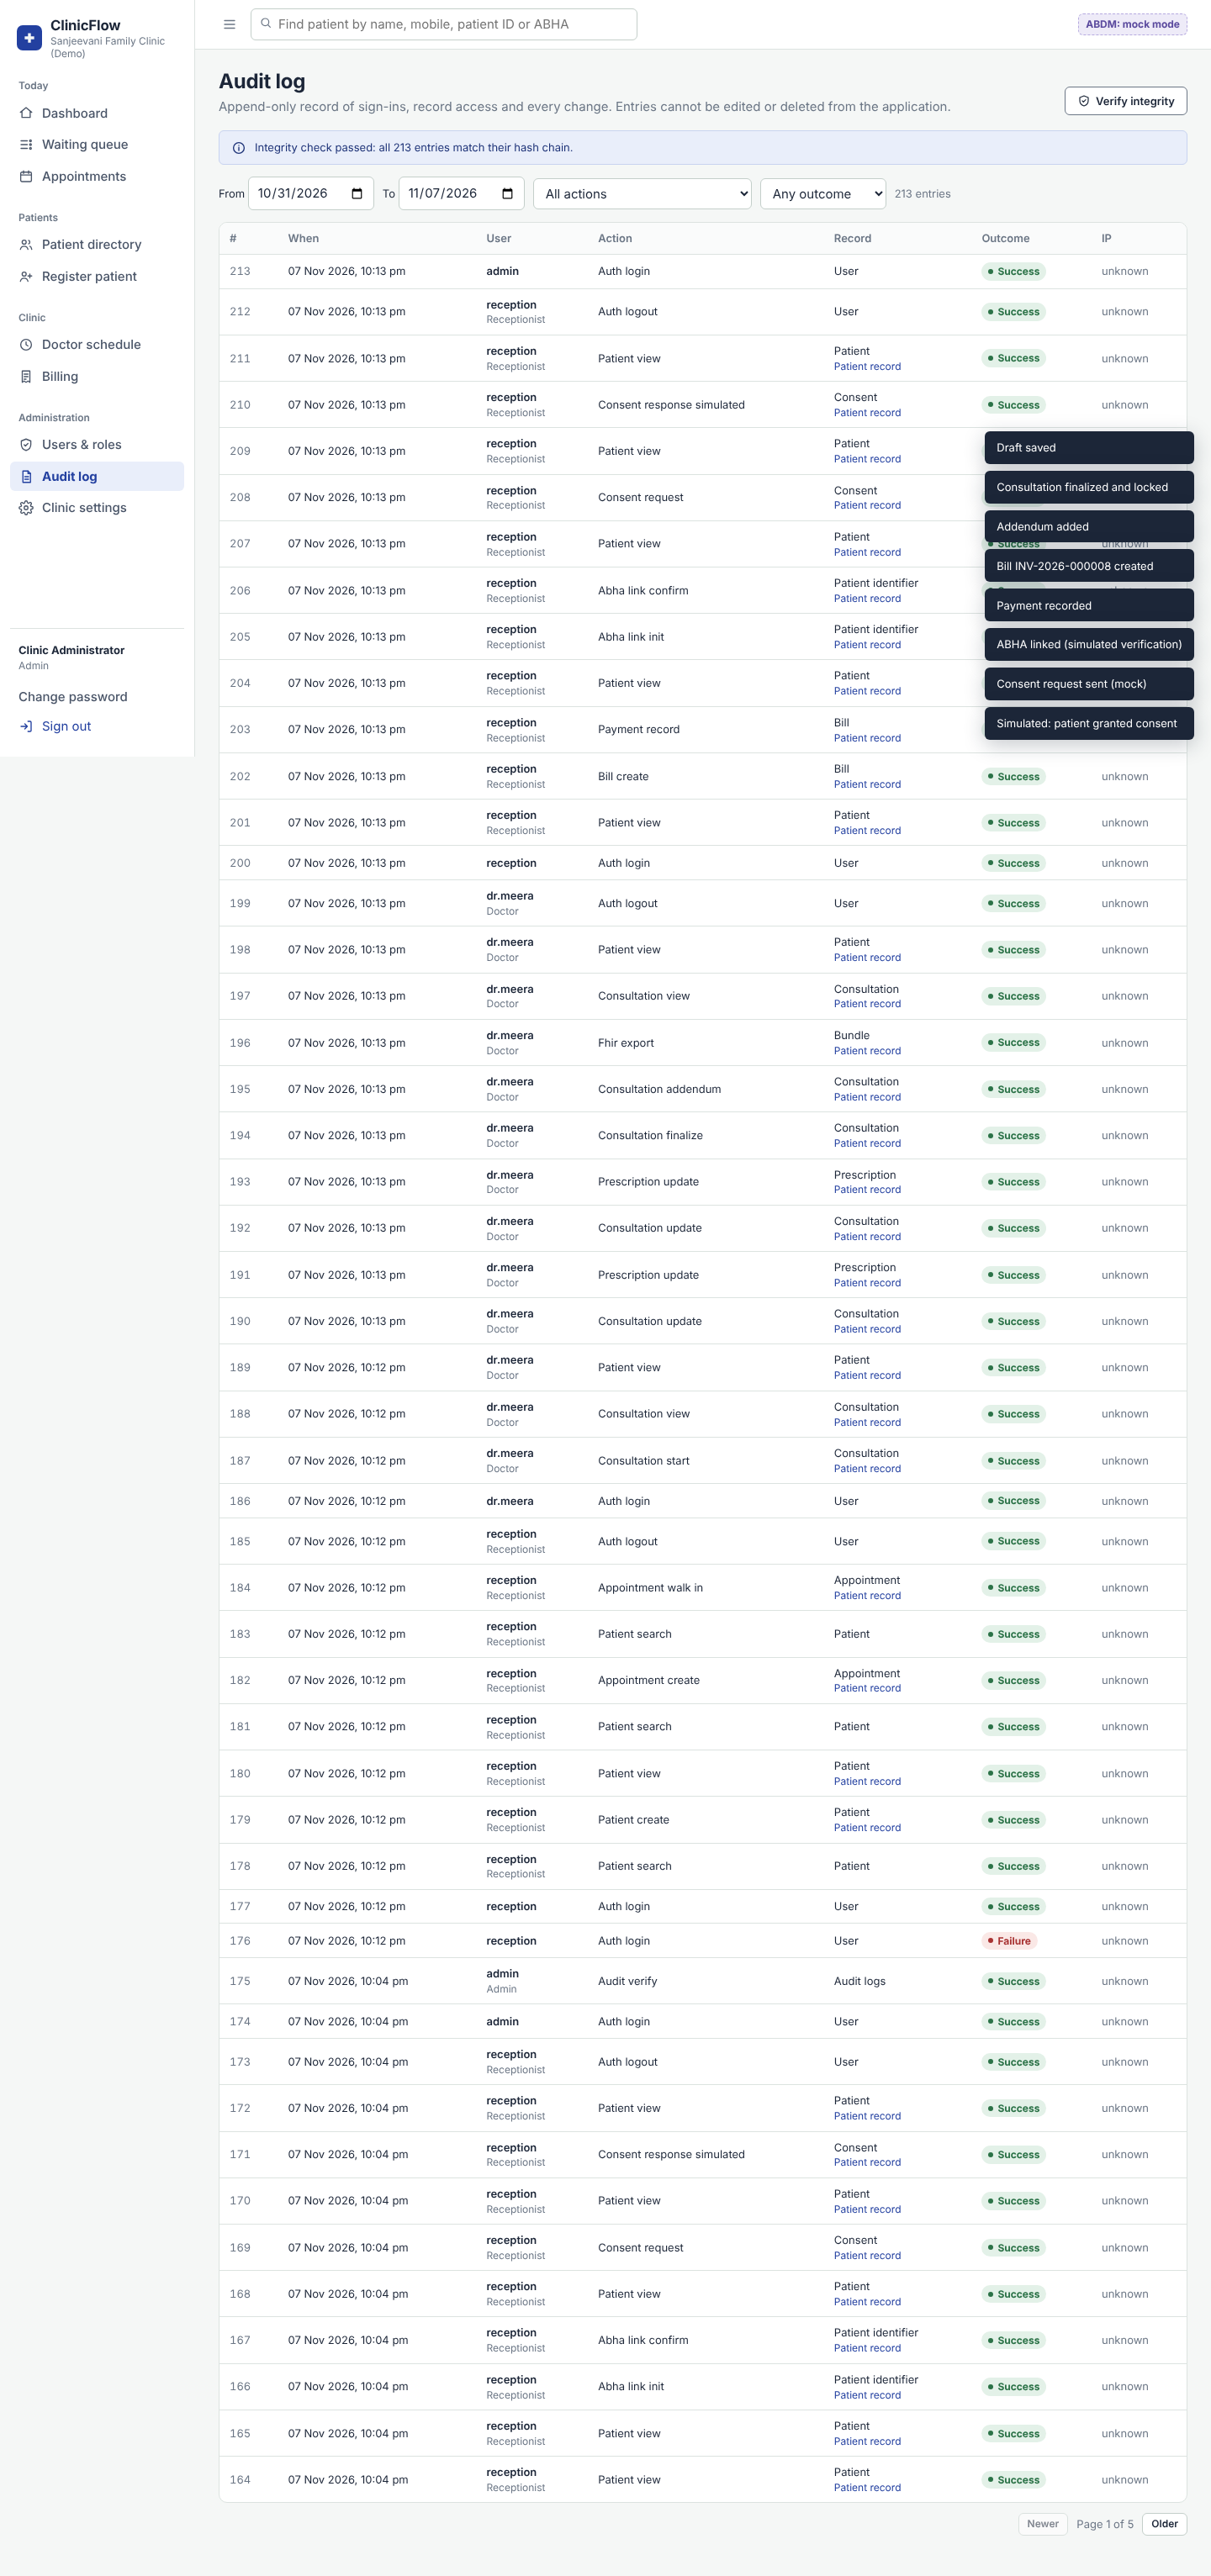 ClinicFlow
Sanjeevani Family Clinic
(Demo)
Today
Dashboard
Waiting queue
Appointments
Patients
Patient directory
Register patient
Clinic
Doctor schedule
Billing
Administration
Users & roles
Audit log
Clinic settings
Clinic Administrator
Admin
Change password
Sign out
Find patient by name, mobile, patient ID or ABHA
ABDM: mock mode
Audit log
Append-only record of sign-ins, record access and every change. Entries cannot be edited or deleted from the application.
Verify integrity
Integrity check passed: all 213 entries match their hash chain.
From 10/31/2026 To 11/07/2026 All actions Any outcome 213 entries
# When User Action Record Outcome IP
213 07 Nov 2026, 10:13 pm admin Auth login User Success unknown
212 07 Nov 2026, 10:13 pm reception Receptionist Auth logout User Success unknown
211 07 Nov 2026, 10:13 pm reception Receptionist Patient view Patient Patient record Success unknown
210 07 Nov 2026, 10:13 pm reception Receptionist Consent response simulated Consent Patient record Success unknown
209 07 Nov 2026, 10:13 pm reception Receptionist Patient view Patient Patient record
208 07 Nov 2026, 10:13 pm reception Receptionist Consent request Consent Patient record
207 07 Nov 2026, 10:13 pm reception Receptionist Patient view Patient Patient record Success unknown
206 07 Nov 2026, 10:13 pm reception Receptionist Abha link confirm Patient identifier Patient record
205 07 Nov 2026, 10:13 pm reception Receptionist Abha link init Patient identifier Patient record
204 07 Nov 2026, 10:13 pm reception Receptionist Patient view Patient Patient record
203 07 Nov 2026, 10:13 pm reception Receptionist Payment record Bill Patient record
Draft saved
Consultation finalized and locked
Addendum added
Bill INV-2026-000008 created
Payment recorded
ABHA linked (simulated verification)
Consent request sent (mock)
Simulated: patient granted consent
202 07 Nov 2026, 10:13 pm reception Receptionist Bill create Bill Patient record Success unknown
201 07 Nov 2026, 10:13 pm reception Receptionist Patient view Patient Patient record Success unknown
200 07 Nov 2026, 10:13 pm reception Auth login User Success unknown
199 07 Nov 2026, 10:13 pm dr.meera Doctor Auth logout User Success unknown
198 07 Nov 2026, 10:13 pm dr.meera Doctor Patient view Patient Patient record Success unknown
197 07 Nov 2026, 10:13 pm dr.meera Doctor Consultation view Consultation Patient record Success unknown
196 07 Nov 2026, 10:13 pm dr.meera Doctor Fhir export Bundle Patient record Success unknown
195 07 Nov 2026, 10:13 pm dr.meera Doctor Consultation addendum Consultation Patient record Success unknown
194 07 Nov 2026, 10:13 pm dr.meera Doctor Consultation finalize Consultation Patient record Success unknown
193 07 Nov 2026, 10:13 pm dr.meera Doctor Prescription update Prescription Patient record Success unknown
192 07 Nov 2026, 10:13 pm dr.meera Doctor Consultation update Consultation Patient record Success unknown
191 07 Nov 2026, 10:13 pm dr.meera Doctor Prescription update Prescription Patient record Success unknown
190 07 Nov 2026, 10:13 pm dr.meera Doctor Consultation update Consultation Patient record Success unknown
189 07 Nov 2026, 10:12 pm dr.meera Doctor Patient view Patient Patient record Success unknown
188 07 Nov 2026, 10:12 pm dr.meera Doctor Consultation view Consultation Patient record Success unknown
187 07 Nov 2026, 10:12 pm dr.meera Doctor Consultation start Consultation Patient record Success unknown
186 07 Nov 2026, 10:12 pm dr.meera Auth login User Success unknown
185 07 Nov 2026, 10:12 pm reception Receptionist Auth logout User Success unknown
184 07 Nov 2026, 10:12 pm reception Receptionist Appointment walk in Appointment Patient record Success unknown
183 07 Nov 2026, 10:12 pm reception Receptionist Patient search Patient Success unknown
182 07 Nov 2026, 10:12 pm reception Receptionist Appointment create Appointment Patient record Success unknown
181 07 Nov 2026, 10:12 pm reception Receptionist Patient search Patient Success unknown
180 07 Nov 2026, 10:12 pm reception Receptionist Patient view Patient Patient record Success unknown
179 07 Nov 2026, 10:12 pm reception Receptionist Patient create Patient Patient record Success unknown
178 07 Nov 2026, 10:12 pm reception Receptionist Patient search Patient Success unknown
177 07 Nov 2026, 10:12 pm reception Auth login User Success unknown
176 07 Nov 2026, 10:12 pm reception Auth login User Failure unknown
175 07 Nov 2026, 10:04 pm admin Admin Audit verify Audit logs Success unknown
174 07 Nov 2026, 10:04 pm admin Auth login User Success unknown
173 07 Nov 2026, 10:04 pm reception Receptionist Auth logout User Success unknown
172 07 Nov 2026, 10:04 pm reception Receptionist Patient view Patient Patient record Success unknown
171 07 Nov 2026, 10:04 pm reception Receptionist Consent response simulated Consent Patient record Success unknown
170 07 Nov 2026, 10:04 pm reception Receptionist Patient view Patient Patient record Success unknown
169 07 Nov 2026, 10:04 pm reception Receptionist Consent request Consent Patient record Success unknown
168 07 Nov 2026, 10:04 pm reception Receptionist Patient view Patient Patient record Success unknown
167 07 Nov 2026, 10:04 pm reception Receptionist Abha link confirm Patient identifier Patient record Success unknown
166 07 Nov 2026, 10:04 pm reception Receptionist Abha link init Patient identifier Patient record Success unknown
165 07 Nov 2026, 10:04 pm reception Receptionist Patient view Patient Patient record Success unknown
164 07 Nov 2026, 10:04 pm reception Receptionist Patient view Patient Patient record Success unknown
Newer Page 1 of 5 Older